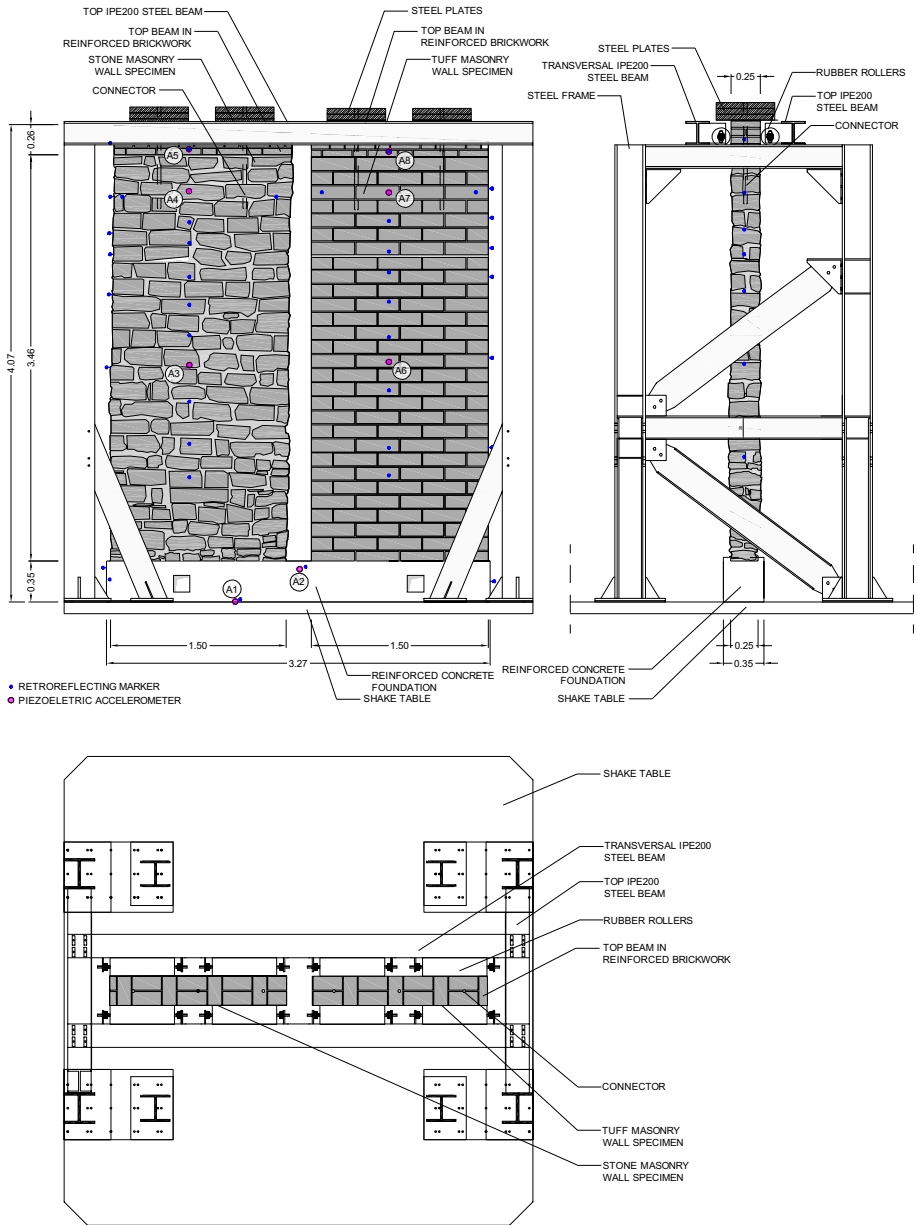 TOP IPE200 STEEL BEAM
TOP BEAM IN
REINFORCED BRICKWORK
STONE MASONRY
WALL SPECIMEN
CONNECTOR
STEEL PLATES
TOP BEAM IN
REINFORCED BRICKWORK
TUFF MASONRY
WALL SPECIMEN
0.26
3.46
4.07
0.35
A5
A4
A3
A8
A7
A6
A1
A2
1.50
1.50
3.27
REINFORCED CONCRETE
FOUNDATION
SHAKE TABLE
RETROREFLECTING MARKER
PIEZOELETRIC ACCELEROMETER
STEEL PLATES
TRANSVERSAL IPE200
STEEL BEAM
STEEL FRAME
0.25
RUBBER ROLLERS
TOP IPE200
STEEL BEAM
CONNECTOR
0.25
0.35
REINFORCED CONCRETE
FOUNDATION
SHAKE TABLE
SHAKE TABLE
TRANSVERSAL IPE200
STEEL BEAM
TOP IPE200
STEEL BEAM
RUBBER ROLLERS
TOP BEAM IN
REINFORCED BRICKWORK
CONNECTOR
TUFF MASONRY
WALL SPECIMEN
STONE MASONRY
WALL SPECIMEN